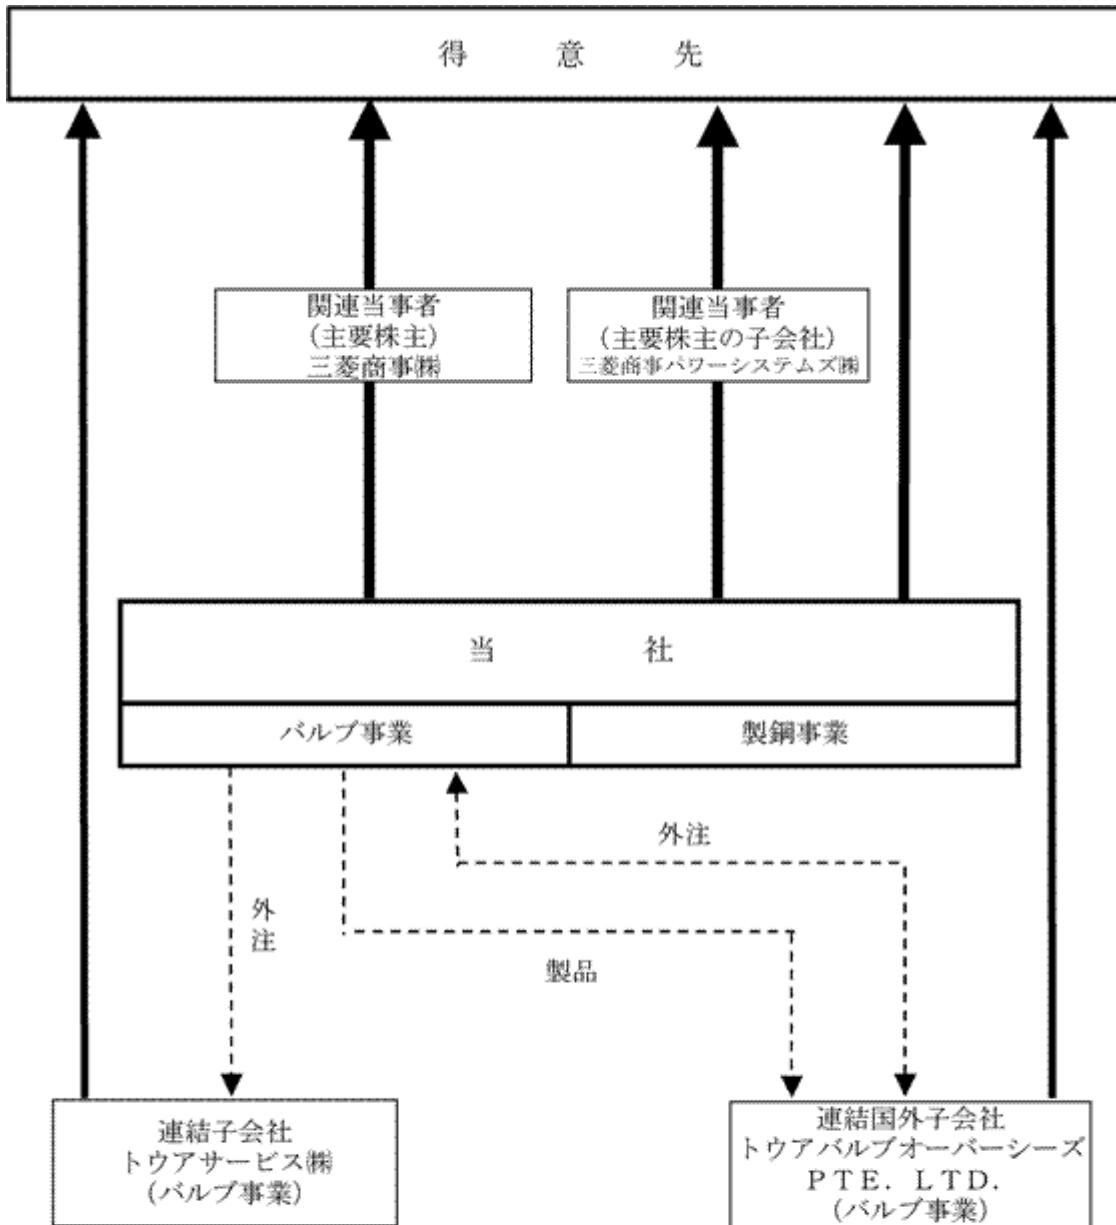 得意先
関連当事者
(主要株主)
三菱商事㈱
関連当事者
(主要株主の子会社)
三菱商事パワーシステムズ㈱
当社
バルブ事業
製鋼事業
外注
外注
製品
連結子会社
トウアサービス㈱
(バルブ事業)
連結国外子会社
トウアバルブオーバーシーズ
ＰＴＥ．ＬＴＤ．
(バルブ事業)